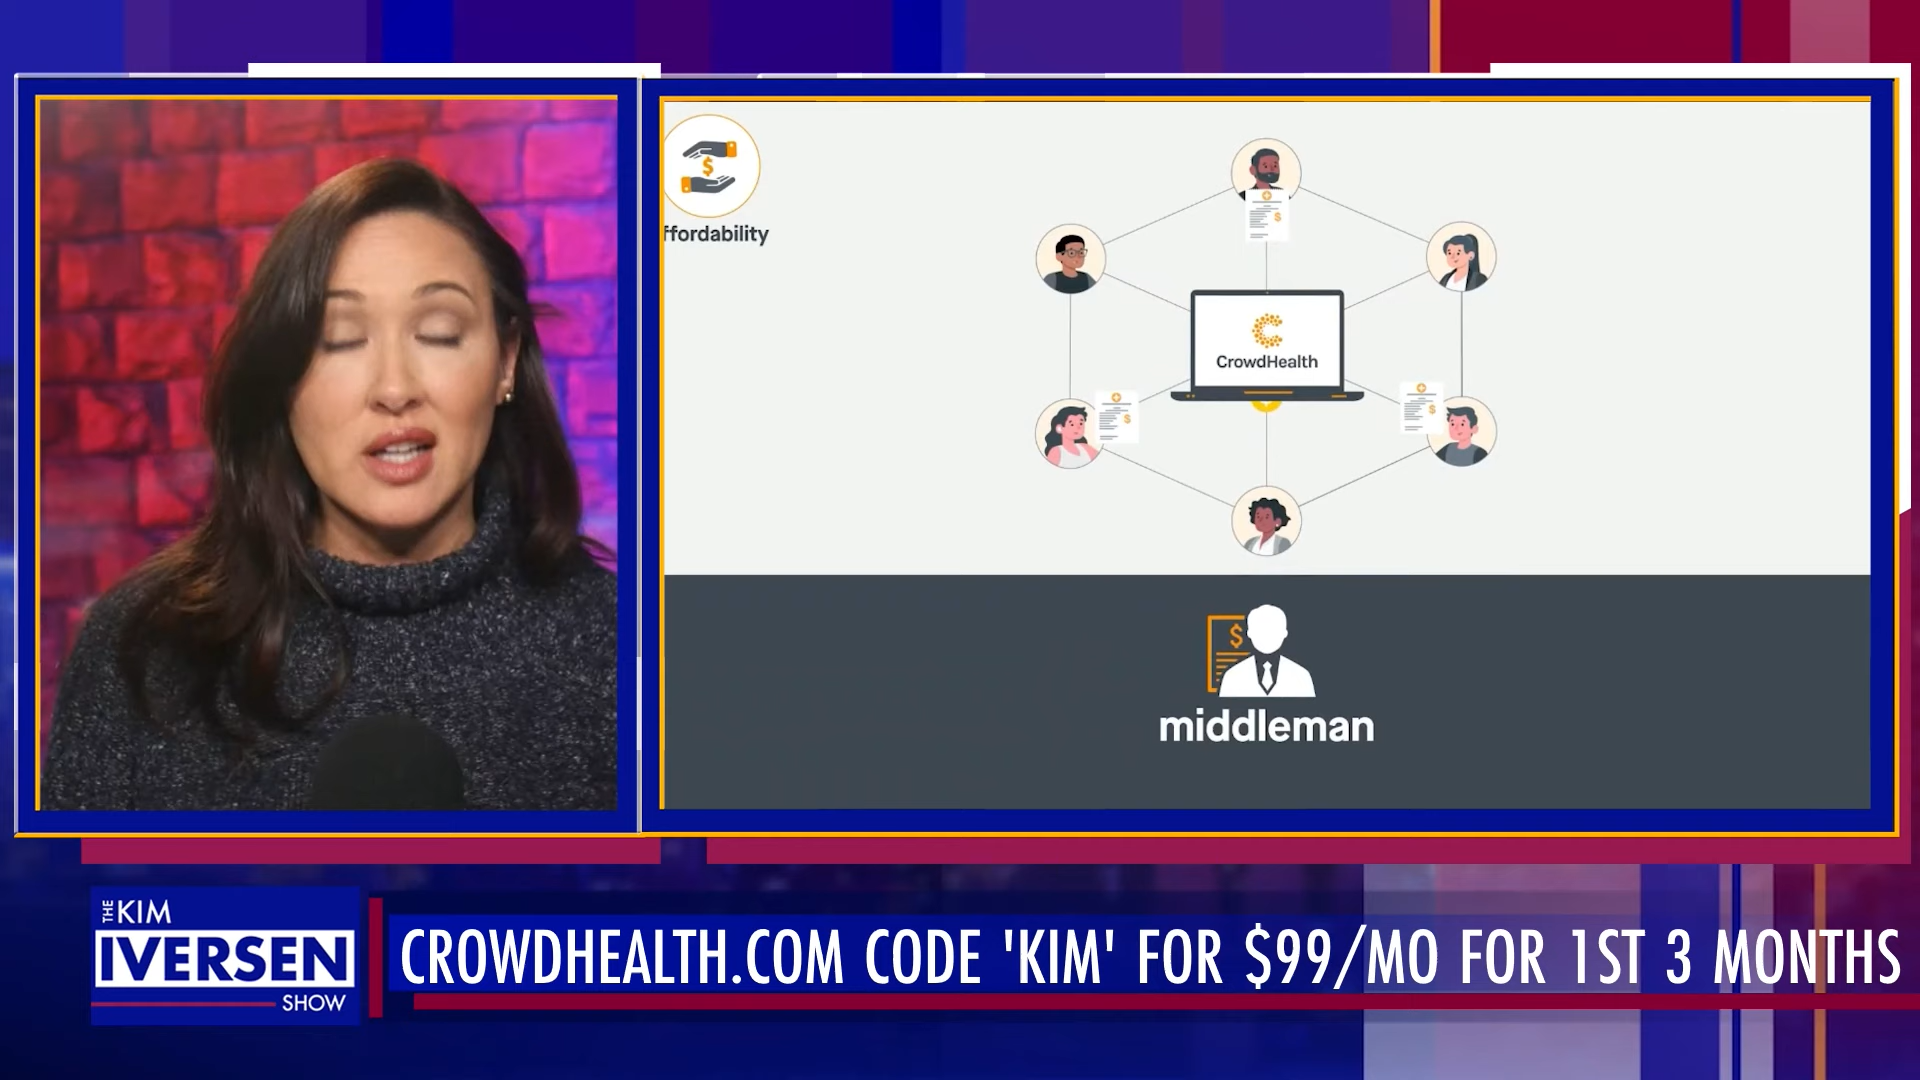 ffordability
CrowdHealth
middleman
THE KIM
IVERSEN
SHOW
CROWDHEALTH.COM CODE 'KIM' FOR $99/MO FOR 1ST 3 MONTHS